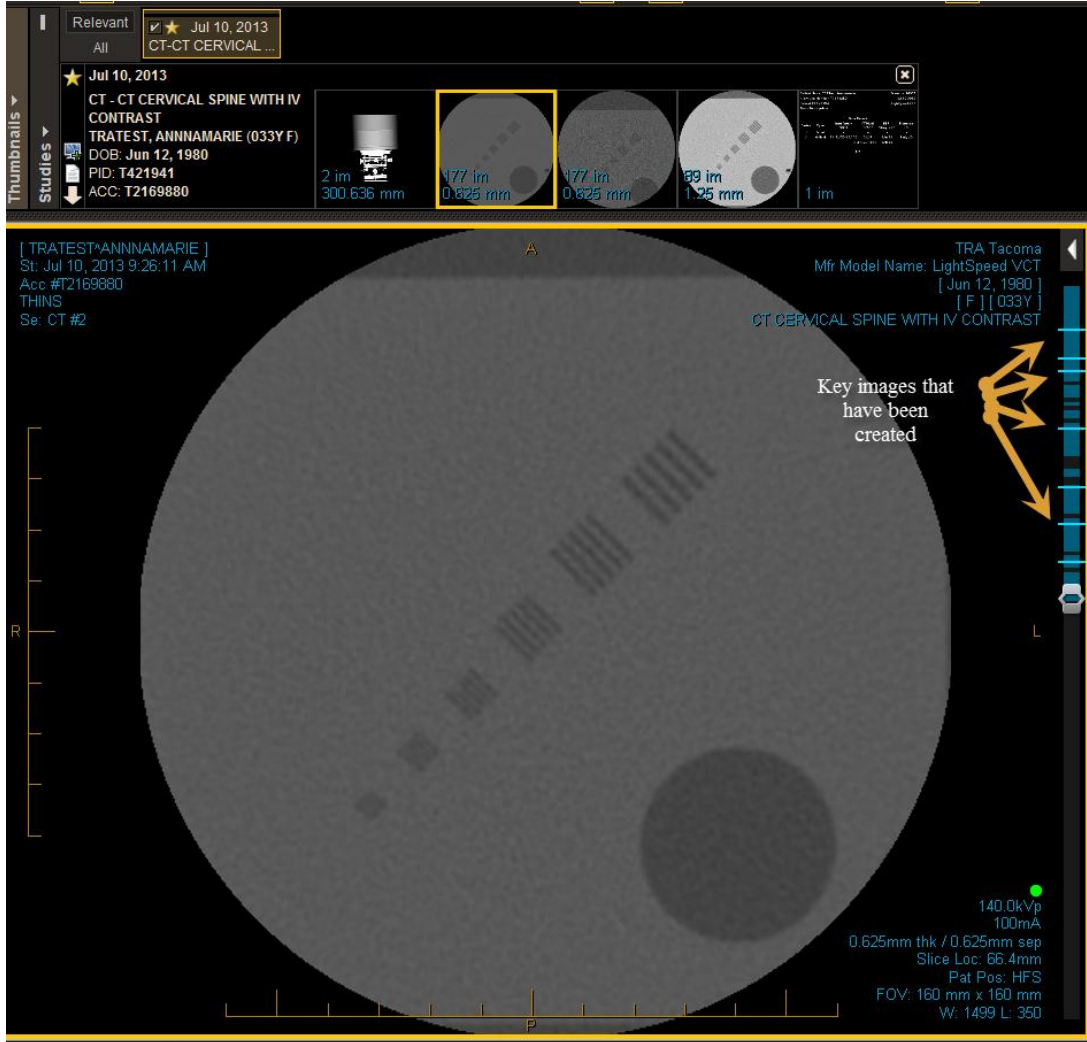 Thumbnails
Studies
Relevant
All
Jul 10, 2013
CT-CT CERVICAL ...
Jul 10, 2013
CT - CT CERVICAL SPINE WITH IV
CONTRAST
TRATEST, ANNNAMARIE (033Y F)
DOB: Jun 12, 1980
PID: T421941
ACC: T2169880
2 im
300.636 mm
177 im
0.625 mm
177 im
0.625 mm
89 im
1.25 mm
1 im
[ TRATEST^ANNNAMARIE ]
St: Jul 10, 2013 9:26:11 AM
Acc #T2169880
THINS
Se: CT #2
A
TRA Tacoma
Mfr Model Name: LightSpeed VCT
[ Jun 12, 1980 ]
[ F ] [ 033Y ]
CT CERVICAL SPINE WITH IV CONTRAST
Key images that
have been
created
R
L
140.0kVp
100mA
0.625mm thk / 0.625mm sep
Slice Loc: 66.4mm
Pat Pos: HFS
FOV: 160 mm x 160 mm
W: 1499 L: 350
P